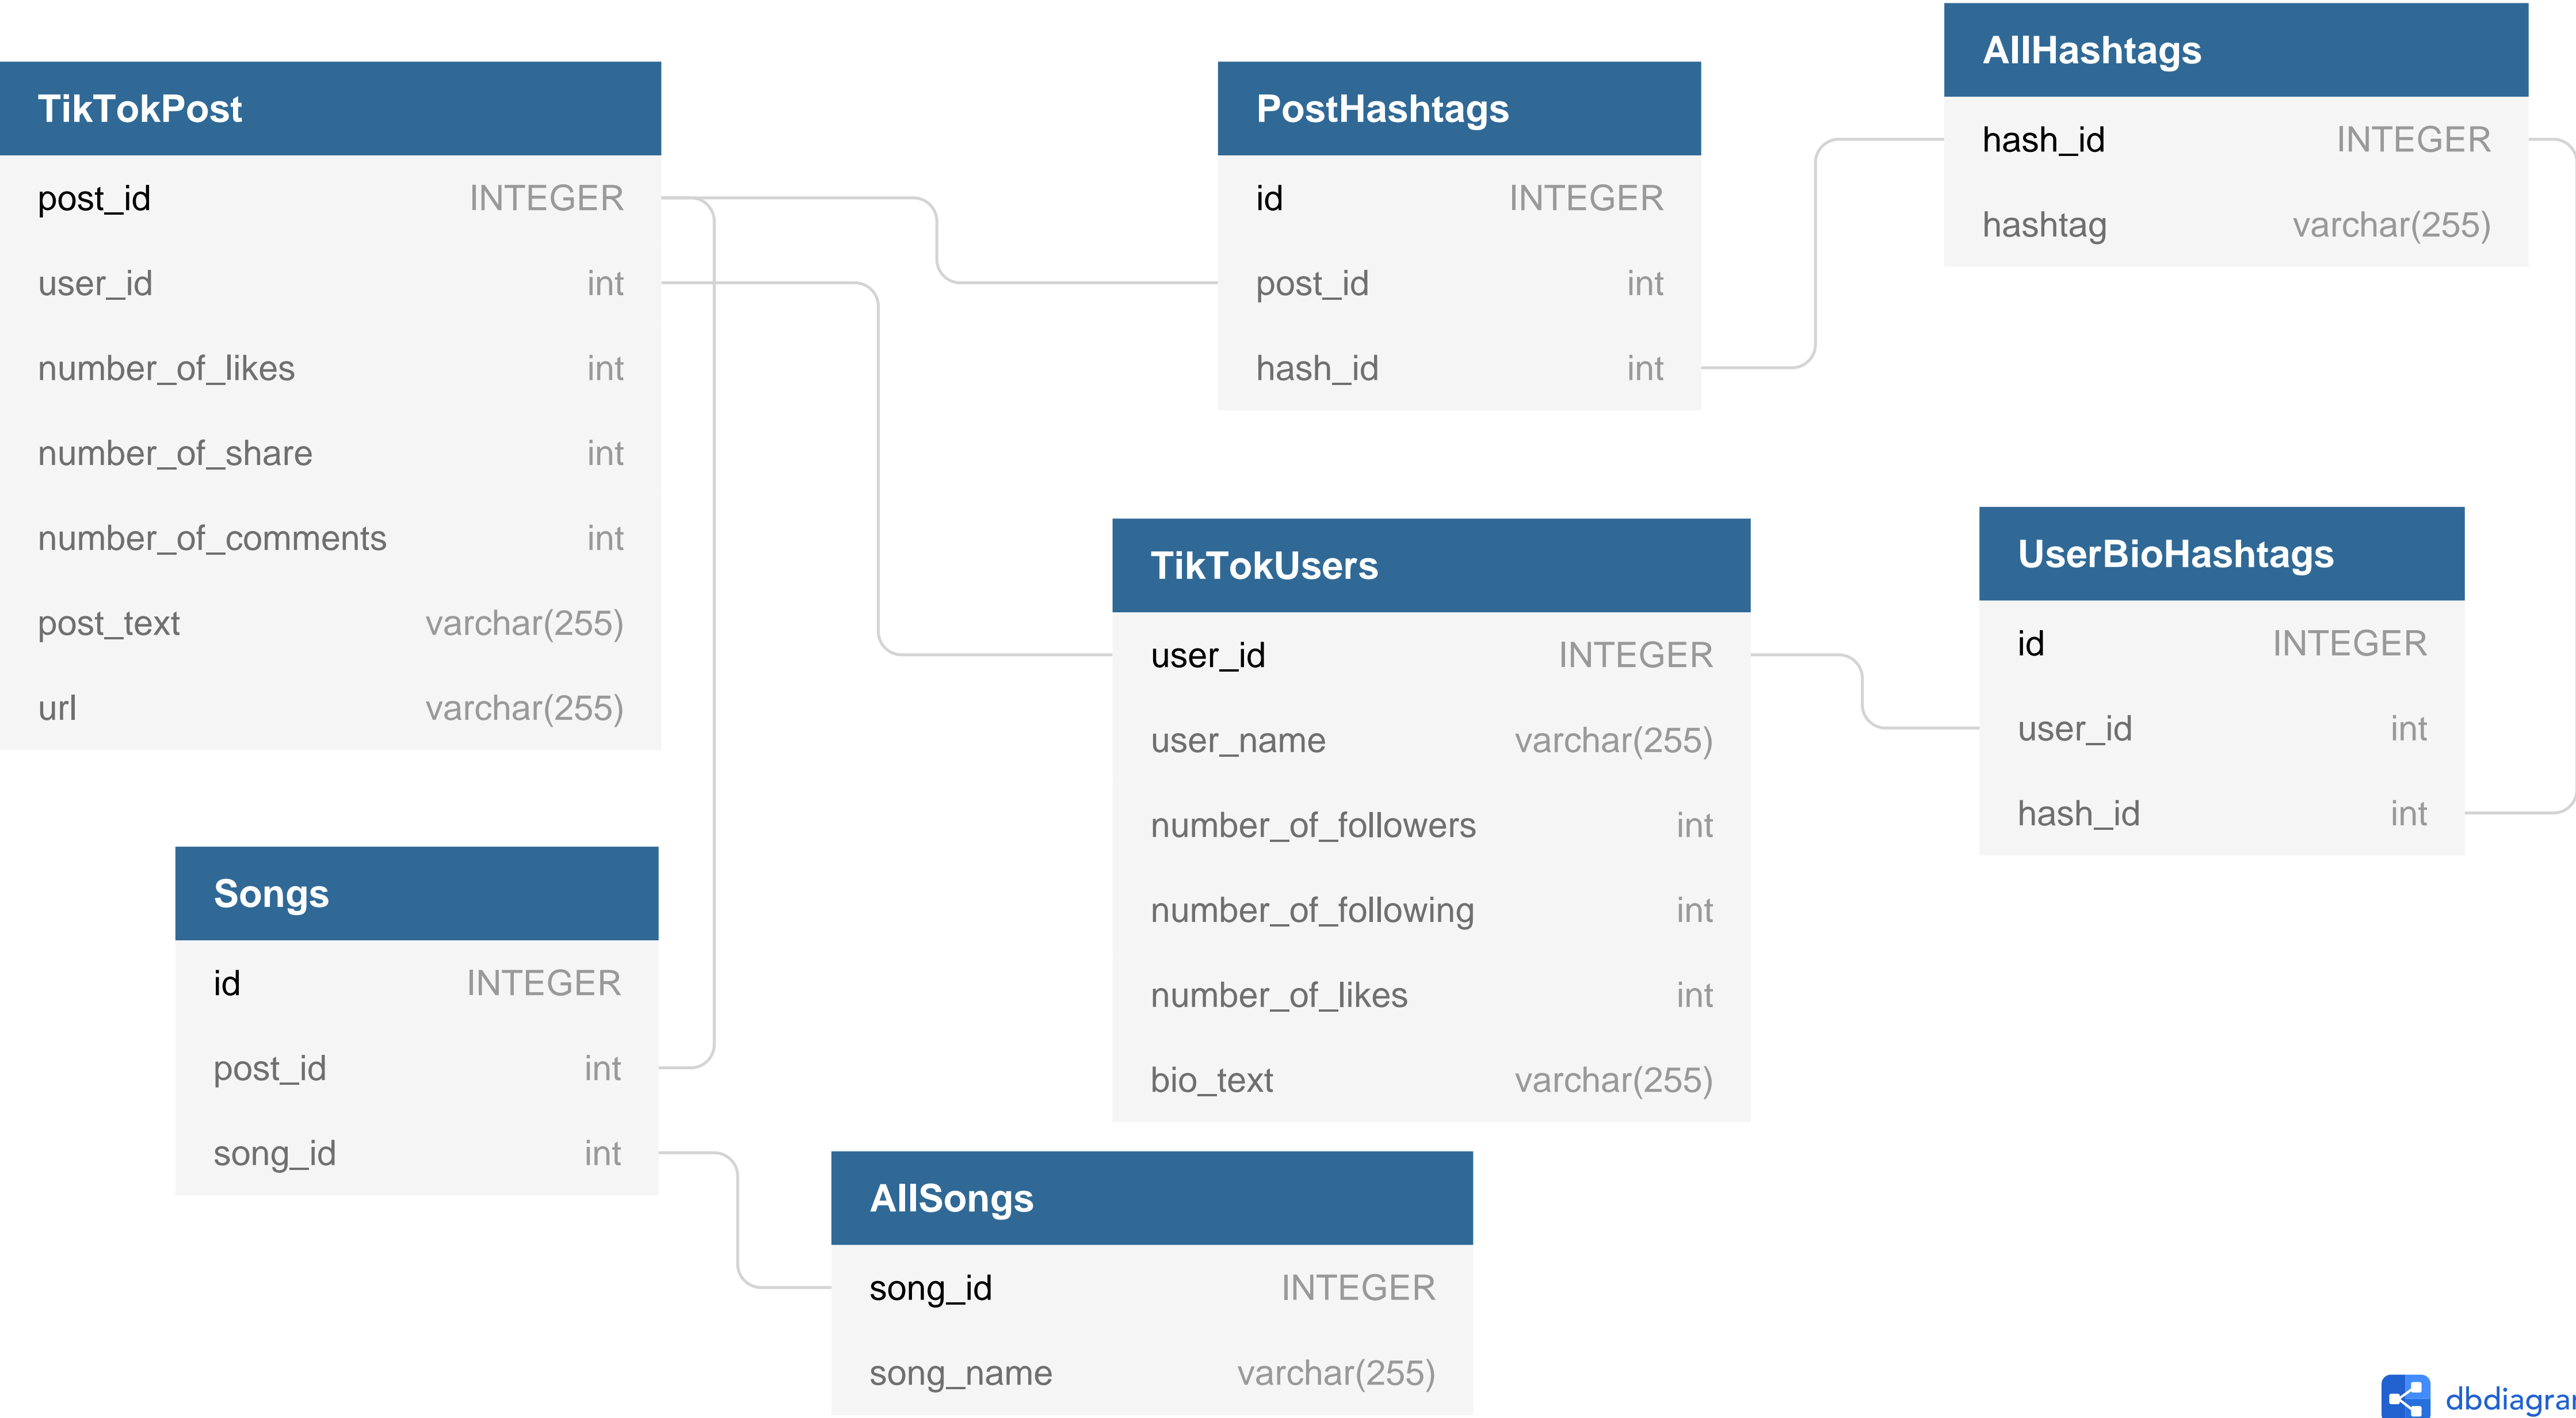 TikTokPost
post_id INTEGER
user_id int
number_of_likes int
number_of_share int
number_of_comments int
post_text varchar(255)
url varchar(255)
PostHashtags
id INTEGER
post_id int
hash_id int
AllHashtags
hash_id INTEGER
hashtag varchar(255)
TikTokUsers
user_id INTEGER
user_name varchar(255)
number_of_followers int
number_of_following int
number_of_likes int
bio_text varchar(255)
UserBioHashtags
id INTEGER
user_id int
hash_id int
Songs
id INTEGER
post_id int
song_id int
AllSongs
song_id INTEGER
song_name varchar(255)